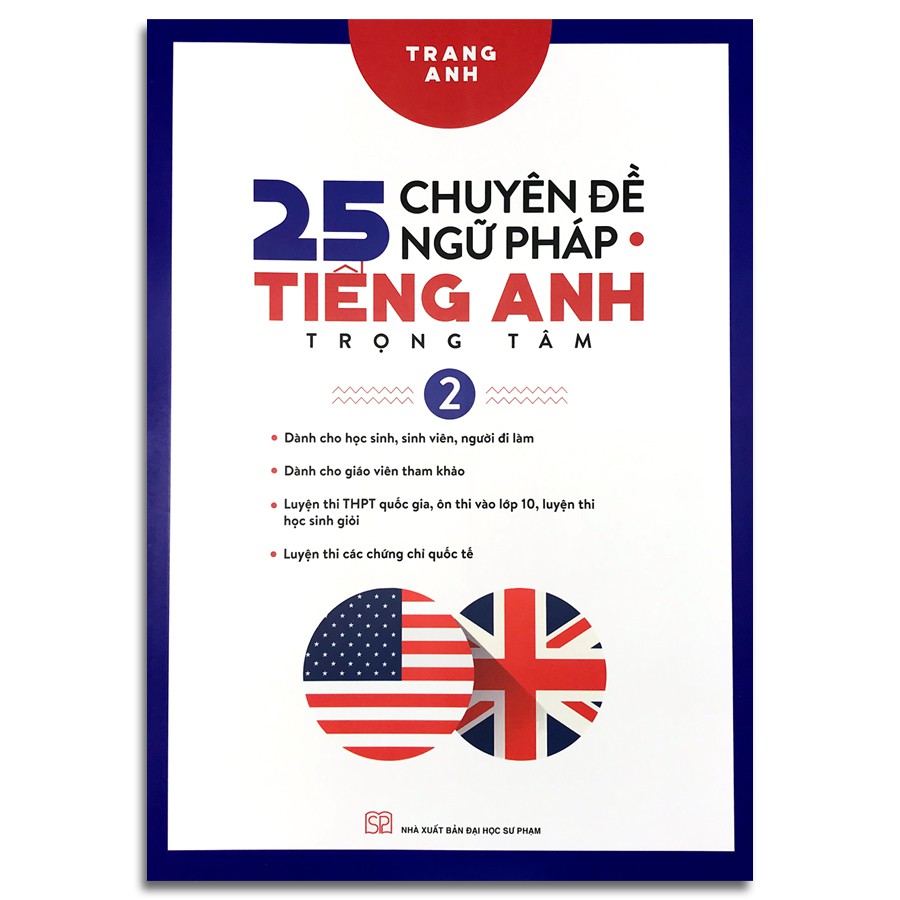 TRANG
ANH
25 CHUYÊN ĐỀ
NGỮ PHÁP •
TIẾNG ANH
TRỌNG TÂM
2
• Dành cho học sinh, sinh viên, người đi làm
• Dành cho giáo viên tham khảo
• Luyện thi THPT quốc gia, ôn thi vào lớp 10, luyện thi
học sinh giỏi
• Luyện thi các chứng chỉ quốc tế
SP NHÀ XUẤT BẢN ĐẠI HỌC SƯ PHẠM